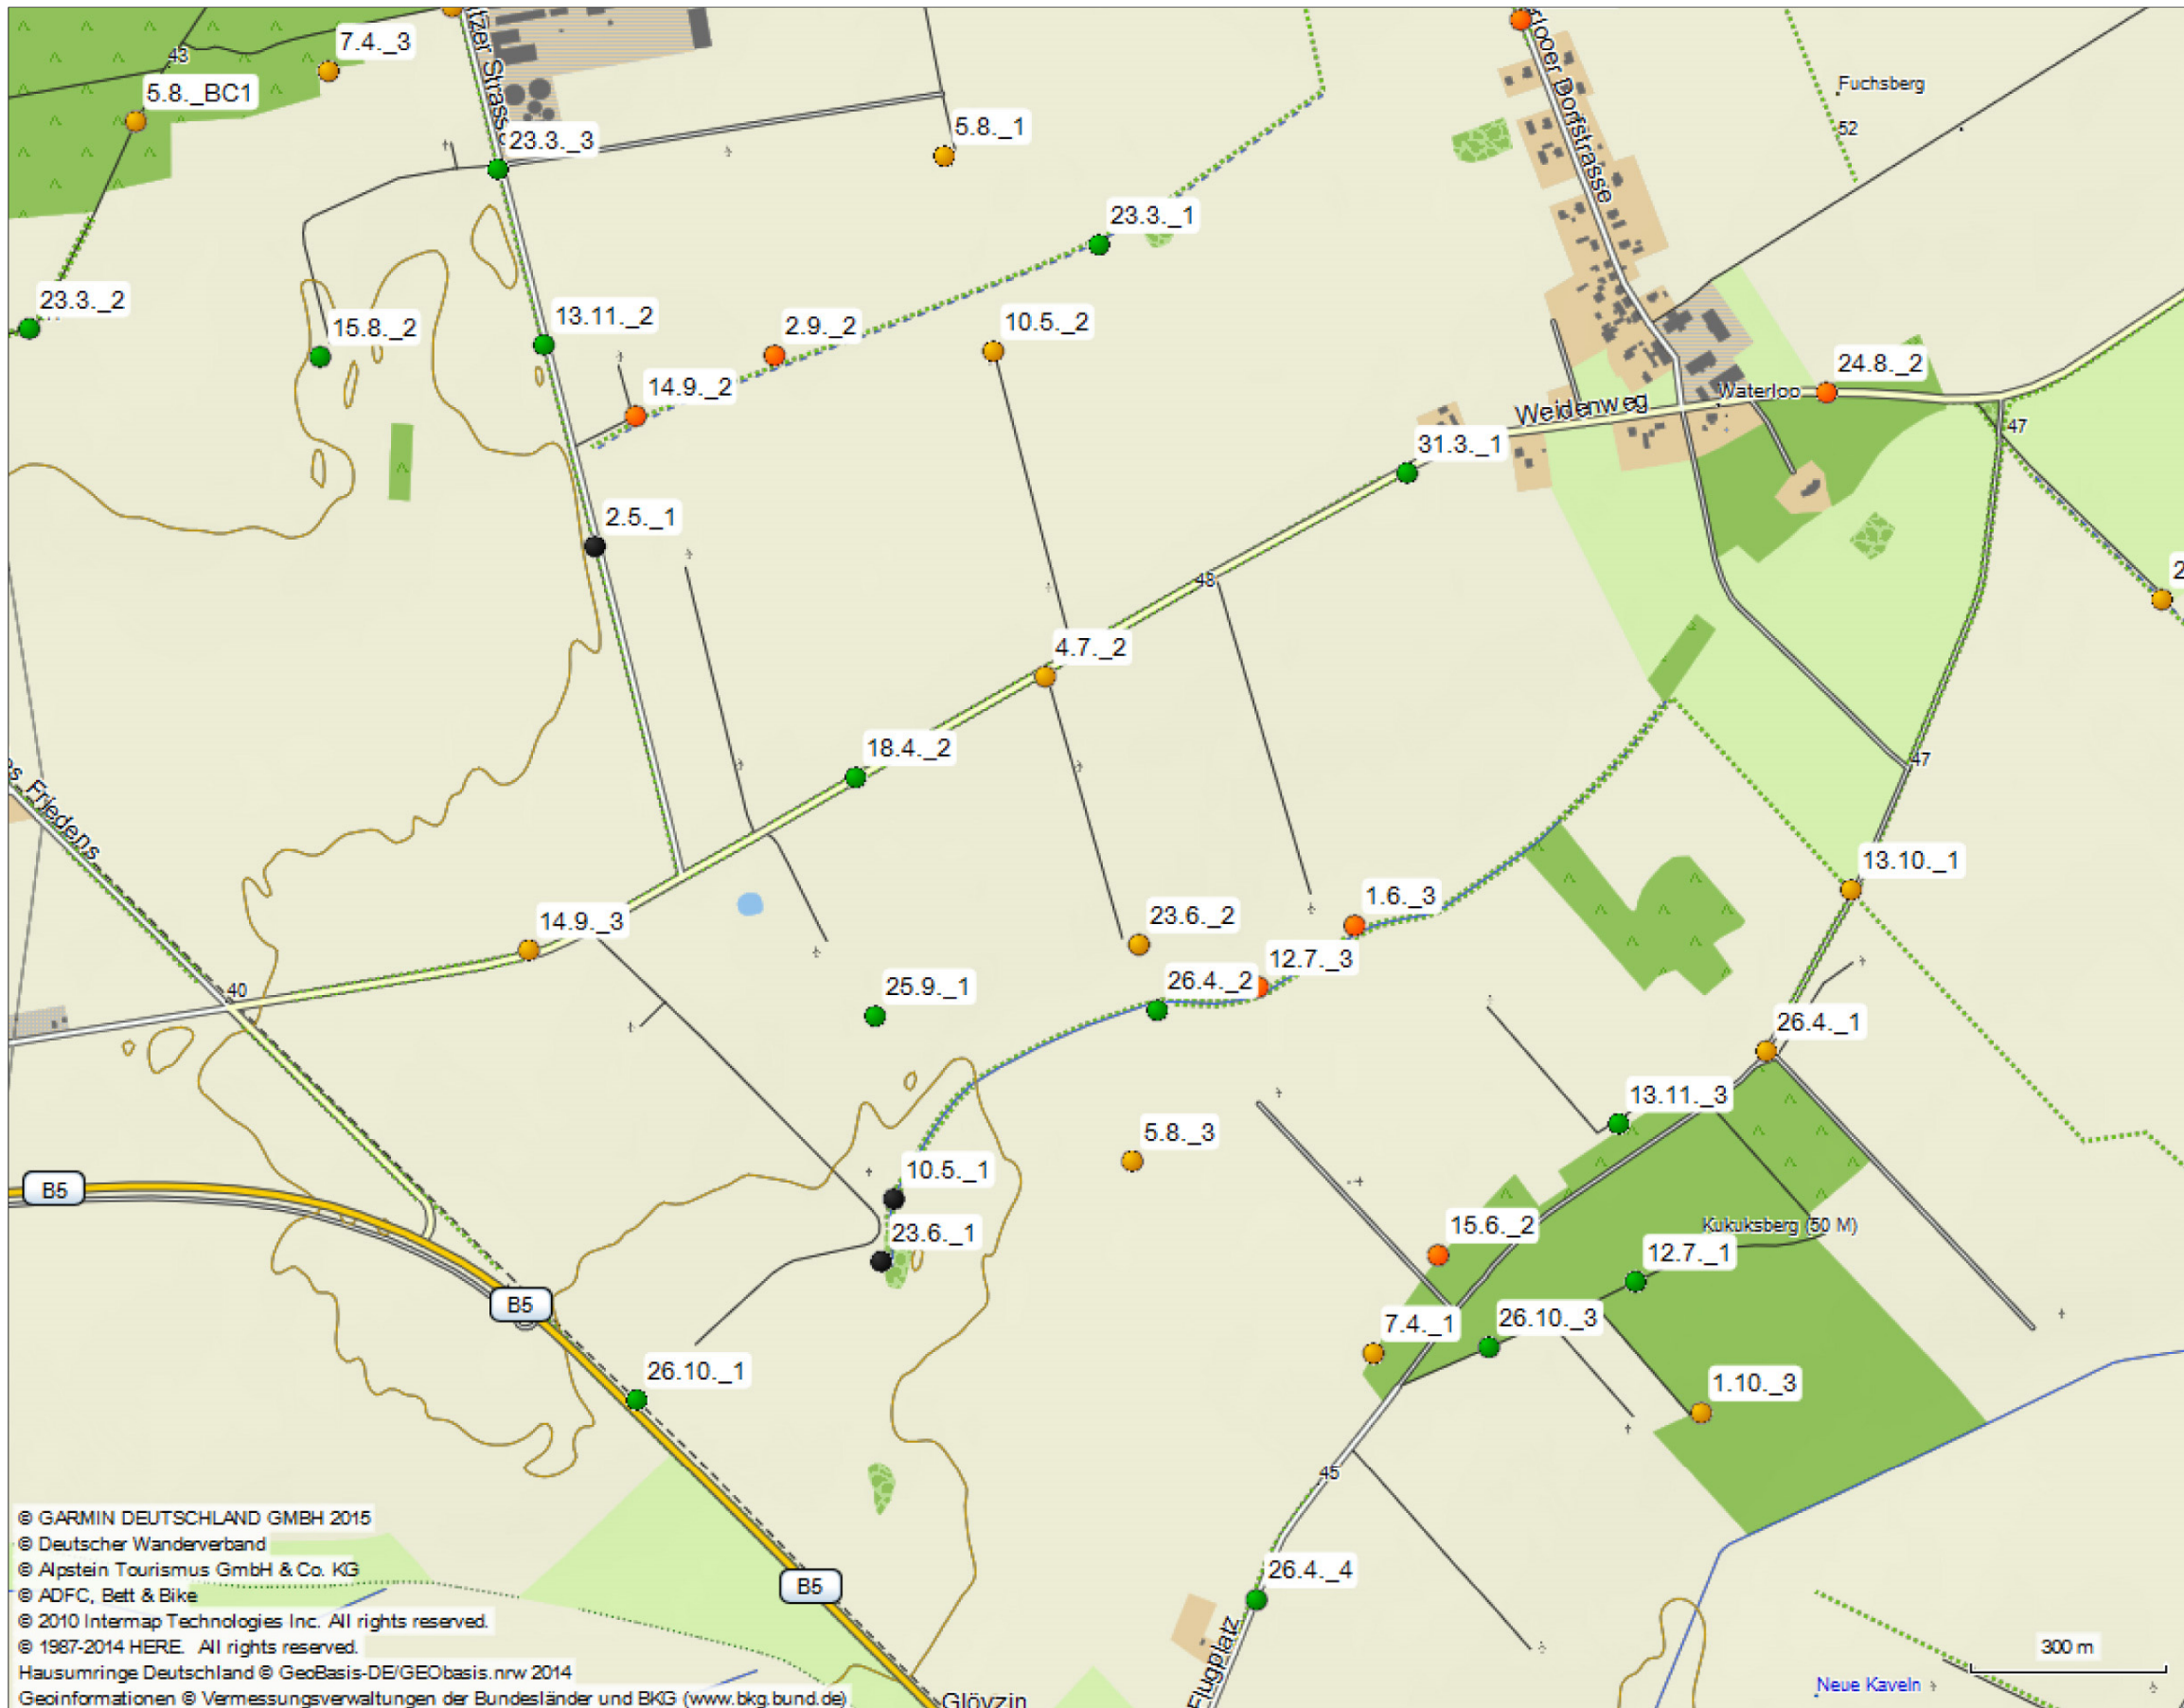 7.4._3
43
5.8._BC1
tzer Strasse
rlooer Dorfstrasse
Fuchsberg
52
23.3._3
5.8._1
23.3._1
23.3._2
15.8._2
13.11._2
2.9._2
10.5._2
14.9._2
24.8._2
Waterloo
Weidenweg
47
31.3._1
2.5._1
48
2
4.7._2
18.4._2
47
es Friedens
13.10._1
14.9._3
23.6._2
1.6._3
12.7._3
26.4._2
25.9._1
40
26.4._1
13.11._3
5.8._3
10.5._1
B5
23.6._1
15.6._2
Kukuksberg (50 M)
12.7._1
B5
7.4._1
26.10._3
26.10._1
1.10._3
45
26.4._4
B5
Flugplatz
Glövzin
Neue Kaveln
300 m
© GARMIN DEUTSCHLAND GMBH 2015
© Deutscher Wanderverband
© Alpstein Tourismus GmbH & Co. KG
© ADFC, Bett & Bike
© 2010 Intermap Technologies Inc. All rights reserved.
© 1987-2014 HERE. All rights reserved.
Hausumringe Deutschland © GeoBasis-DE/GEObasis.nrw 2014
Geoinformationen © Vermessungsverwaltungen der Bundesländer und BKG (www.bkg.bund.de)